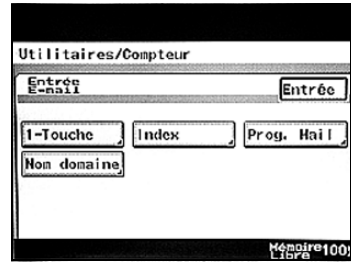 Utilitaires/Compteur
Entrée
E-mail
Entrée
1-Touche
Index
Prog. Mail
Nom domaine
Mémoire
Libre 100%